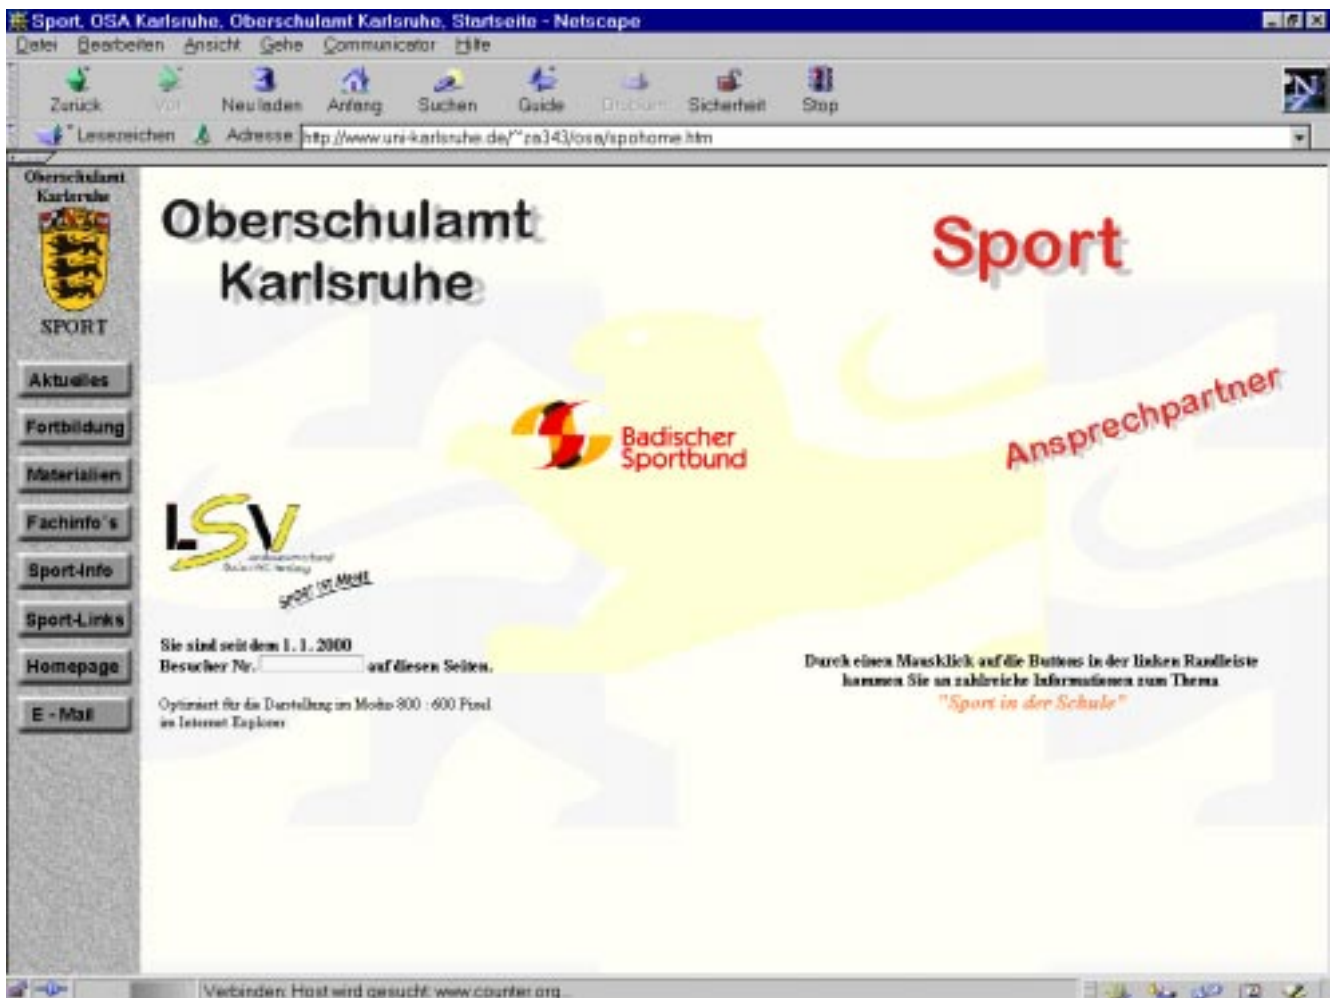 Sport, OSA Karlsruhe, Oberschulamt Karlsruhe, Startseite - Netscape
Datei Bearbeiten Ansicht Gehe Communicator Hilfe
Zurück Vor Neu laden Anfang Suchen Guide Drucken Sicherheit Stop
Lesezeichen Adresse http://www.uni-karlsruhe.de/~za343/osa/spohome.htm
Oberschulamt
Karlsruhe
SPORT
Aktuelles
Fortbildung
Materialien
Fachinfo´s
Sport-Info
Sport-Links
Homepage
E - Mail
Oberschulamt
Karlsruhe
Sport
Badischer
Sportbund
Ansprechpartner
LSV
Sie sind seit dem 1. 1. 2000
Besucher Nr. auf diesen Seiten.
Optimiert für die Darstellung im Modus 800 : 600 Pixel
im Internet Explorer
Durch einen Mausklick auf die Buttons in der linken Randleiste
kommen Sie an zahlreiche Informationen zum Thema
"Sport in der Schule"
Verbinden: Host wird gesucht: www.counter.org...